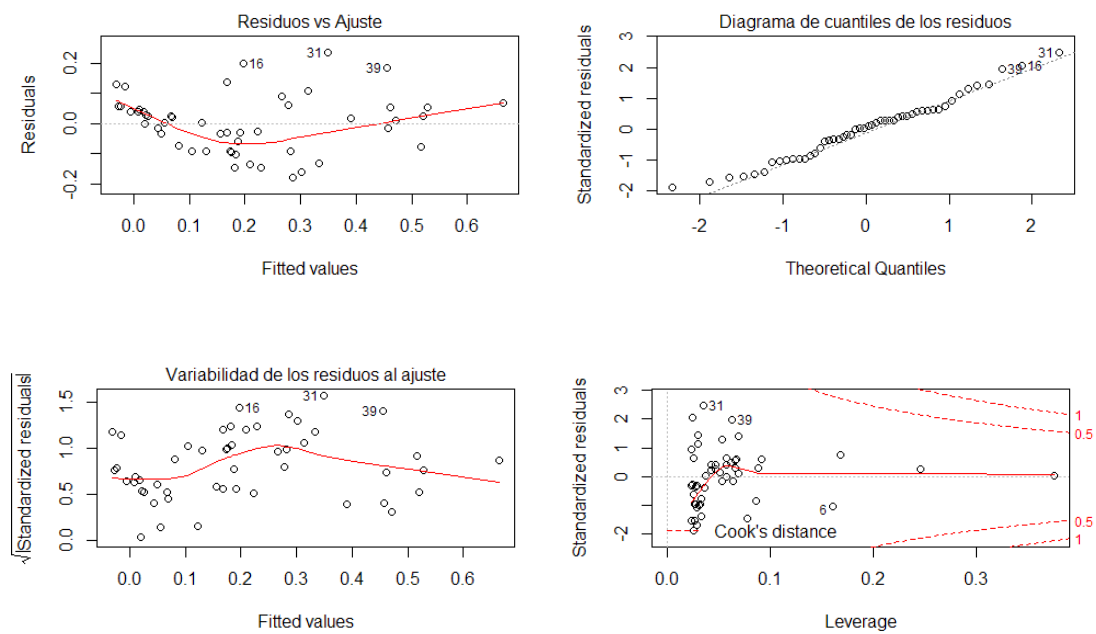 Residuos vs Ajuste
Residuals
0.2
0.0
-0.2
16
31
39
0.0 0.1 0.2 0.3 0.4 0.5 0.6
Fitted values
Diagrama de cuantiles de los residuos
Standardized residuals
3
2
1
0
-1
-2
31
39
16
-2 -1 0 1 2
Theoretical Quantiles
Variabilidad de los residuos al ajuste
√|Standardized residuals|
1.5
1.0
0.5
0.0
16
31
39
0.0 0.1 0.2 0.3 0.4 0.5 0.6
Fitted values
Standardized residuals
3
2
1
0
-2
31
39
6
Cook's distance
1
0.5
0.5
1
0.0 0.1 0.2 0.3
Leverage